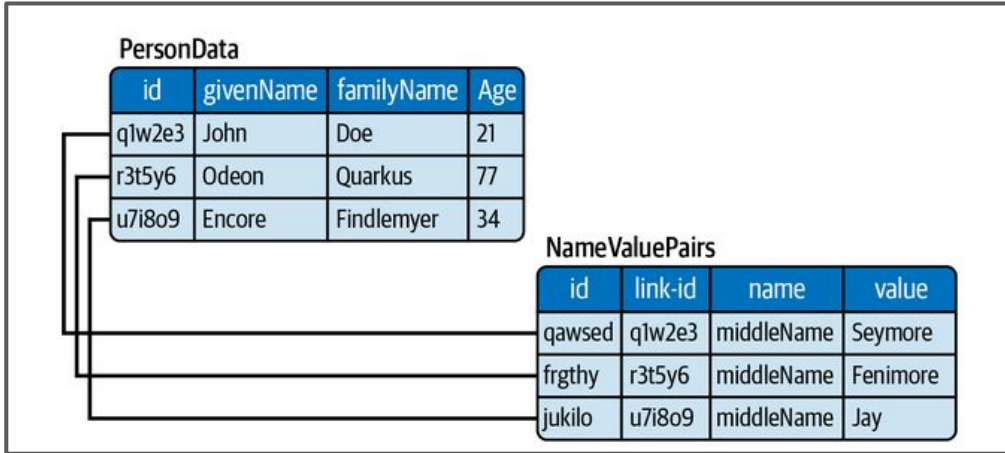 PersonData
id givenName familyName Age
q1w2e3 John Doe 21
r3t5y6 Odeon Quarkus 77
u7i8o9 Encore Findlemyer 34
NameValuePairs
id link-id name value
qawsed q1w2e3 middleName Seymore
frgthy r3t5y6 middleName Fenimore
jukilo u7i8o9 middleName Jay